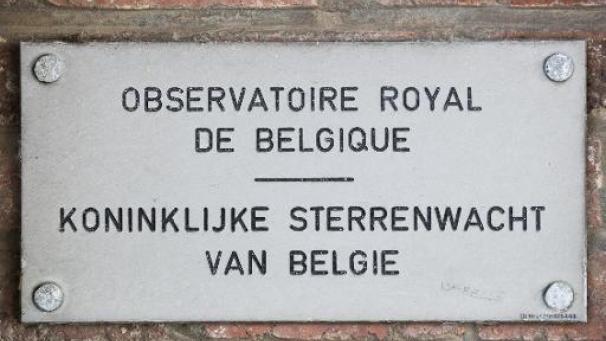 OBSERVATOIRE ROYAL
DE BELGIQUE
KONINKLIJKE STERRENWACHT
VAN BELGIE